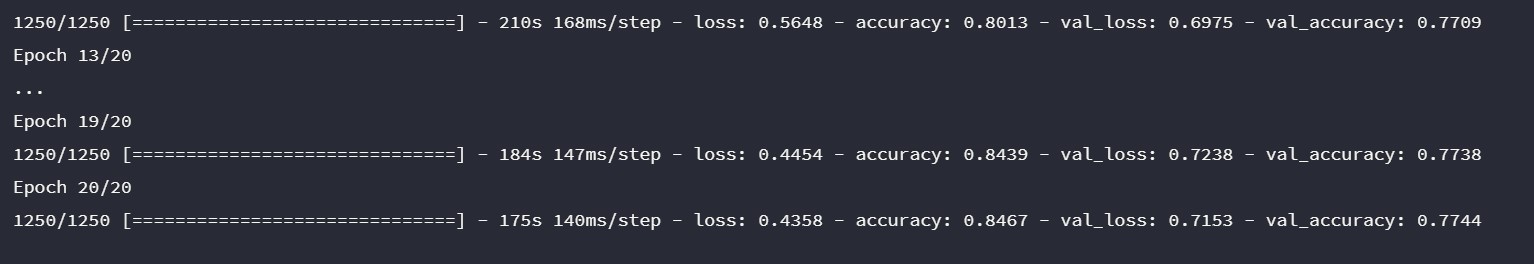 1250/1250 [==============================] - 210s 168ms/step - loss: 0.5648 - accuracy: 0.8013 - val_loss: 0.6975 - val_accuracy: 0.7709
Epoch 13/20
...
Epoch 19/20
1250/1250 [==============================] - 184s 147ms/step - loss: 0.4454 - accuracy: 0.8439 - val_loss: 0.7238 - val_accuracy: 0.7738
Epoch 20/20
1250/1250 [==============================] - 175s 140ms/step - loss: 0.4358 - accuracy: 0.8467 - val_loss: 0.7153 - val_accuracy: 0.7744